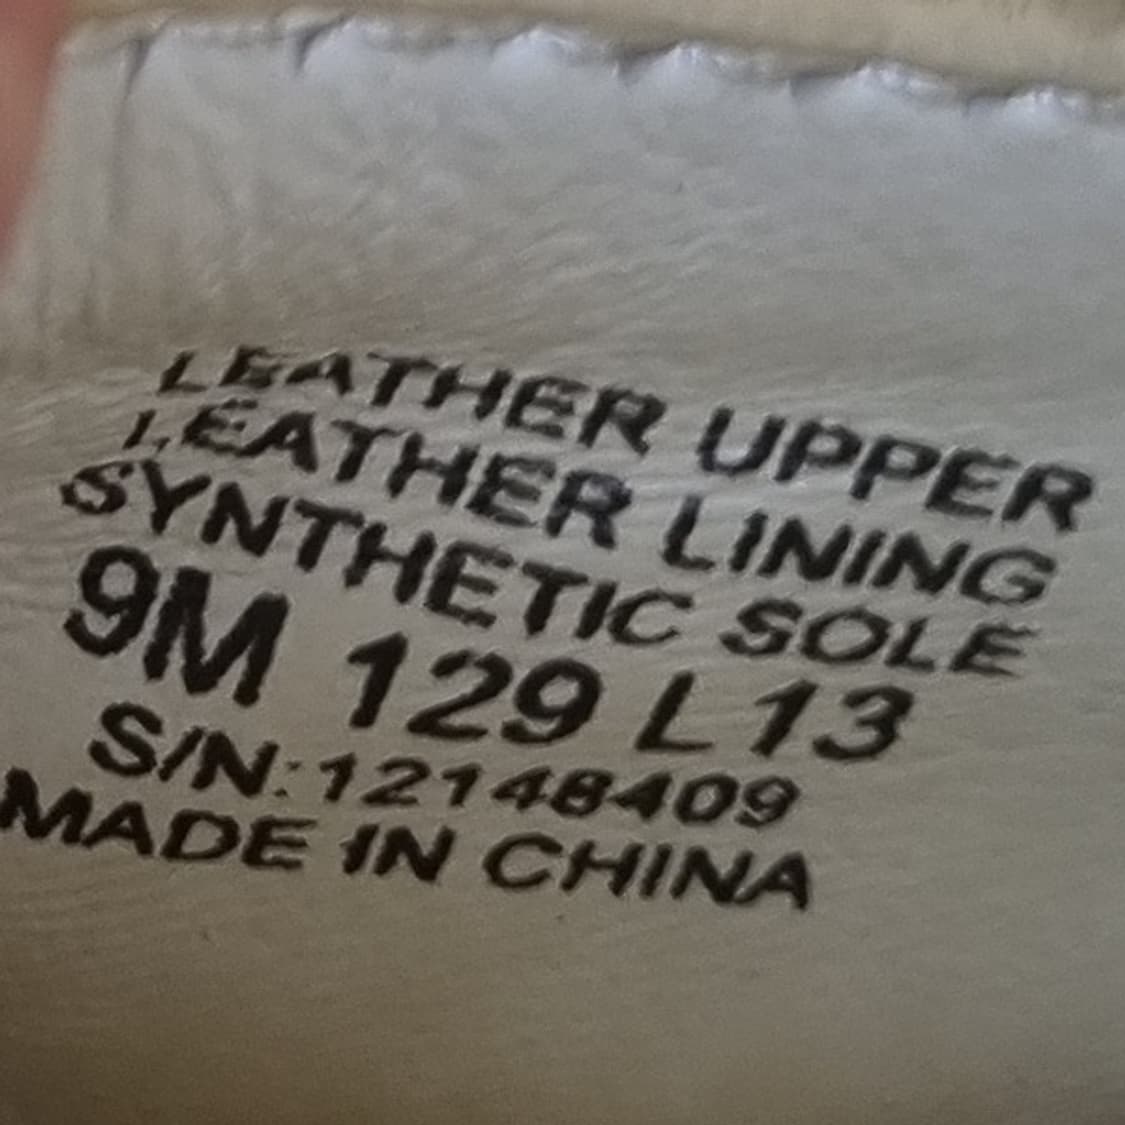 LEATHER UPPER
LEATHER LINING
SYNTHETIC SOLE
9M 129 L13
S/N:12148409
MADE IN CHINA